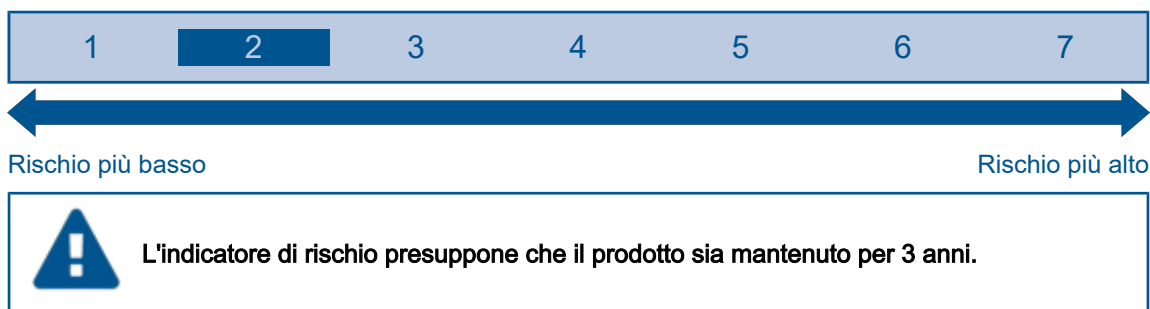 1 2 3 4 5 6 7
Rischio più basso Rischio più alto
L'indicatore di rischio presuppone che il prodotto sia mantenuto per 3 anni.